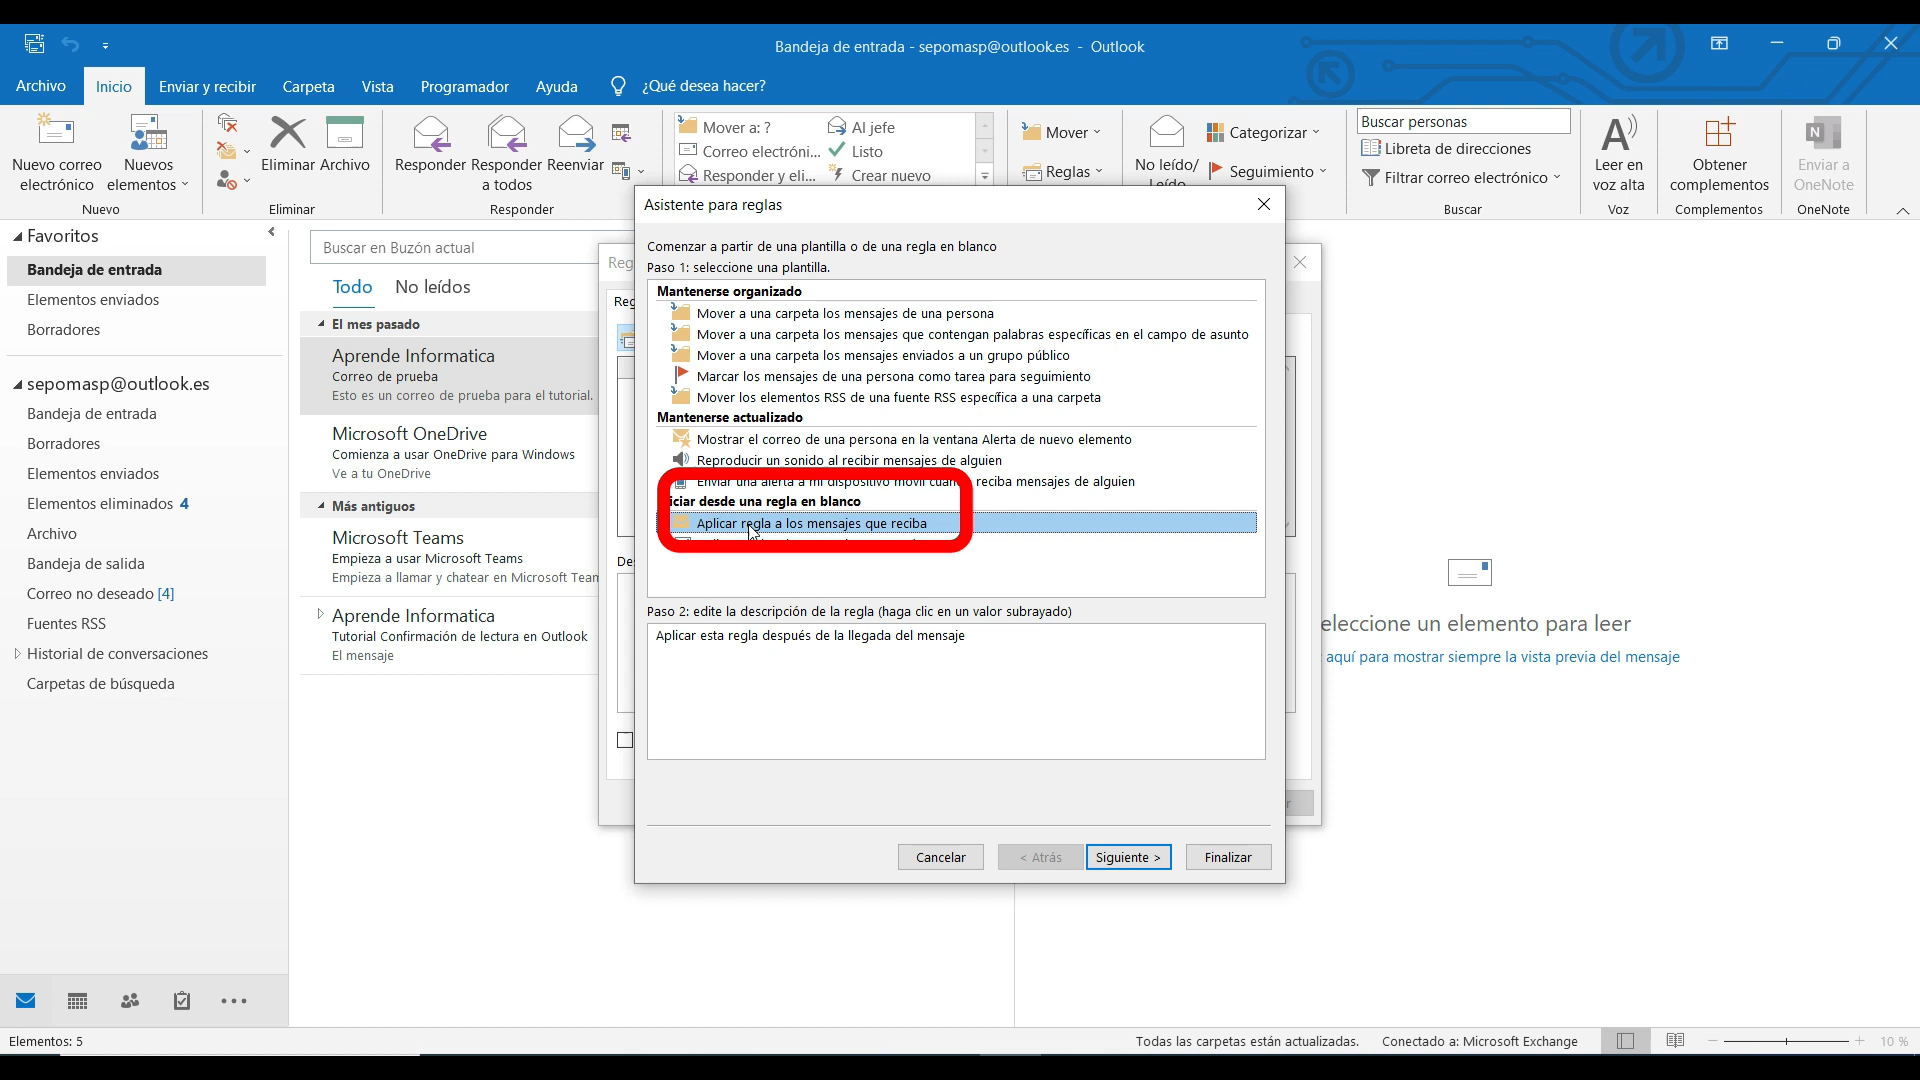 Bandeja de entrada - sepomasp@outlook.es - Outlook
Archivo Inicio Enviar y recibir Carpeta Vista Programador Ayuda ¿Qué desea hacer?
Nuevo correo electrónico
Nuevos elementos
Nuevo
Eliminar
Archivo
Eliminar
Responder
Responder a todos
Reenviar
Responder
Mover a: ?
Correo electróni...
Responder y eli...
Al jefe
Listo
Crear nuevo
Mover
Reglas
No leído/
Leído
Categorizar
Seguimiento
Buscar personas
Libreta de direcciones
Filtrar correo electrónico
Buscar
Leer en voz alta
Voz
Obtener complementos
Complementos
Enviar a OneNote
OneNote
Favoritos
Bandeja de entrada
Elementos enviados
Borradores
sepomasp@outlook.es
Bandeja de entrada
Borradores
Elementos enviados
Elementos eliminados 4
Archivo
Bandeja de salida
Correo no deseado [4]
Fuentes RSS
Historial de conversaciones
Carpetas de búsqueda
Buscar en Buzón actual
Todo No leídos
El mes pasado
Aprende Informatica
Correo de prueba
Esto es un correo de prueba para el tutorial.
Microsoft OneDrive
Comienza a usar OneDrive para Windows
Ve a tu OneDrive
Más antiguos
Microsoft Teams
Empieza a usar Microsoft Teams
Empieza a llamar y chatear en Microsoft Tean
Aprende Informatica
Tutorial Confirmación de lectura en Outlook
El mensaje
Reg
Reg
De
Asistente para reglas
Comenzar a partir de una plantilla o de una regla en blanco
Paso 1: seleccione una plantilla.
Mantenerse organizado
Mover a una carpeta los mensajes de una persona
Mover a una carpeta los mensajes que contengan palabras específicas en el campo de asunto
Mover a una carpeta los mensajes enviados a un grupo público
Marcar los mensajes de una persona como tarea para seguimiento
Mover los elementos RSS de una fuente RSS específica a una carpeta
Mantenerse actualizado
Mostrar el correo de una persona en la ventana Alerta de nuevo elemento
Reproducir un sonido al recibir mensajes de alguien
Enviar una alerta a mi dispositivo móvil cuan reciba mensajes de alguien
iciar desde una regla en blanco
Aplicar regla a los mensajes que reciba
Paso 2: edite la descripción de la regla (haga clic en un valor subrayado)
Aplicar esta regla después de la llegada del mensaje
Cancelar < Atrás Siguiente > Finalizar
r
eleccione un elemento para leer
aquí para mostrar siempre la vista previa del mensaje
Elementos: 5
Todas las carpetas están actualizadas. Conectado a: Microsoft Exchange 10 %